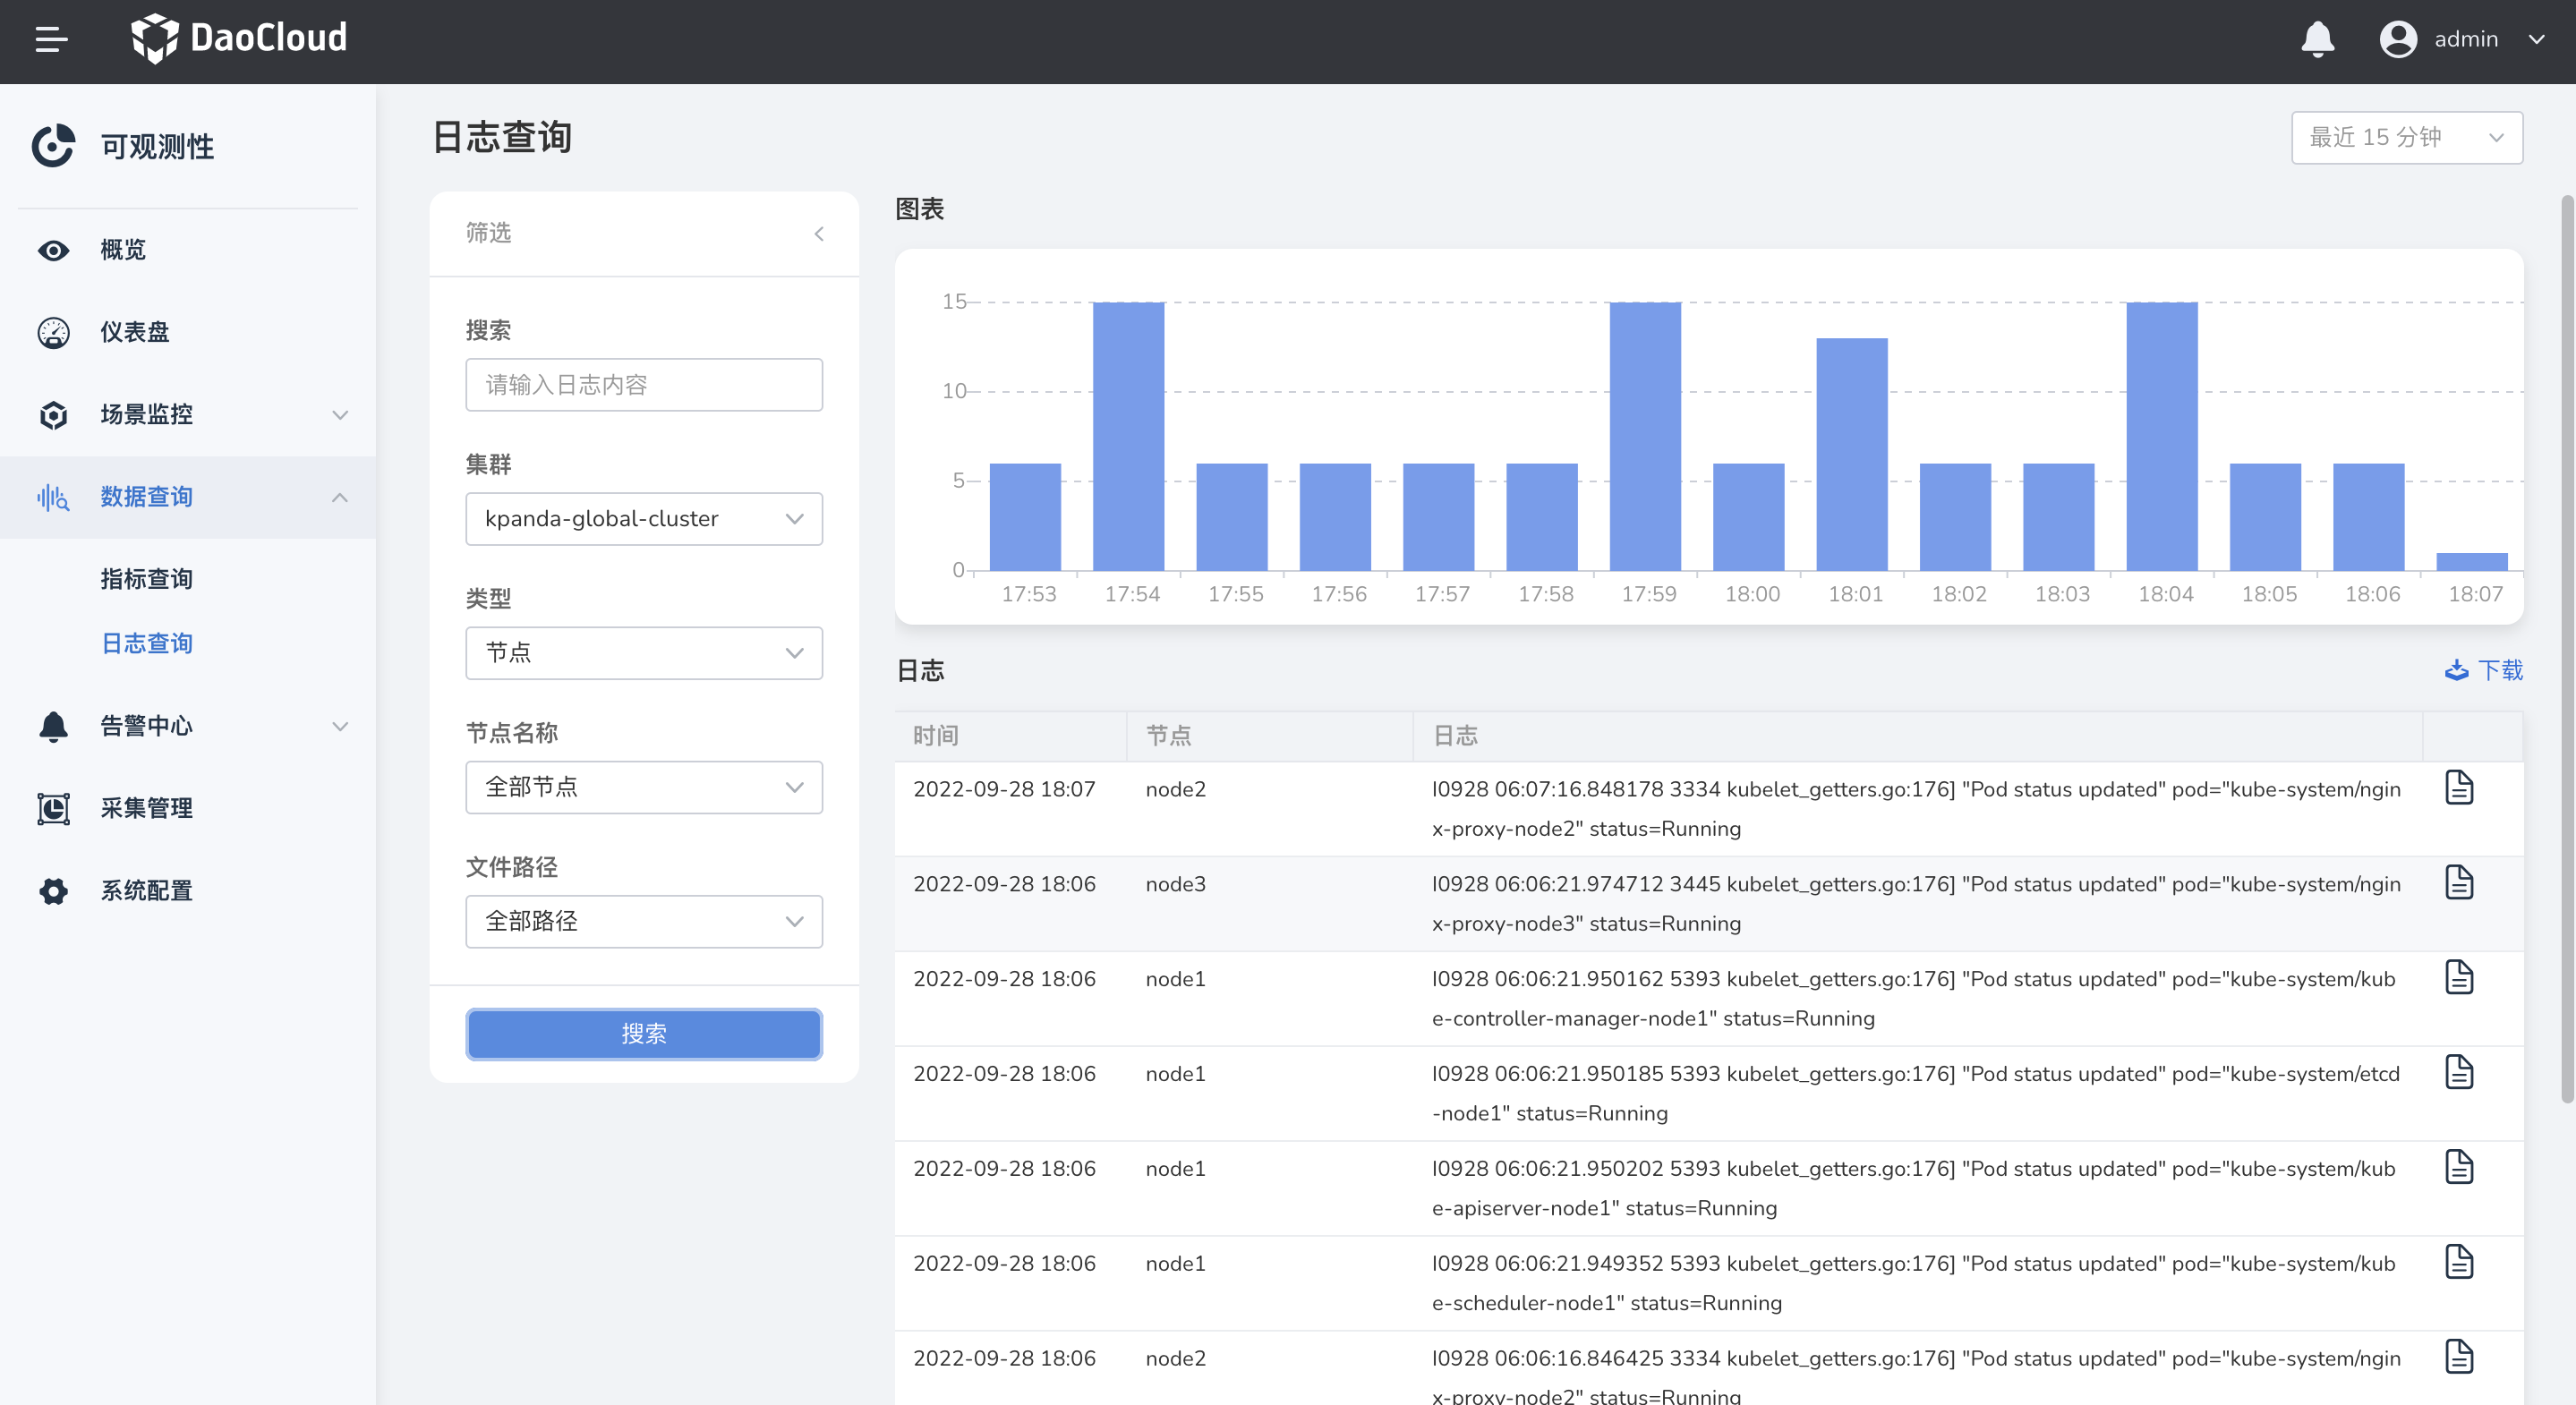 DaoCloud
admin
可观测性
概览
仪表盘
场景监控
数据查询
指标查询
日志查询
告警中心
采集管理
系统配置
日志查询
最近 15 分钟
筛选
搜索
请输入日志内容
集群
kpanda-global-cluster
类型
节点
节点名称
全部节点
文件路径
全部路径
搜索
图表
15
10
5
0
17:53 17:54 17:55 17:56 17:57 17:58 17:59 18:00 18:01 18:02 18:03 18:04 18:05 18:06 18:07
日志
下载
时间 节点 日志
2022-09-28 18:07 node2 I0928 06:07:16.848178 3334 kubelet_getters.go:176] "Pod status updated" pod="kube-system/ngin
x-proxy-node2" status=Running
2022-09-28 18:06 node3 I0928 06:06:21.974712 3445 kubelet_getters.go:176] "Pod status updated" pod="kube-system/ngin
x-proxy-node3" status=Running
2022-09-28 18:06 node1 I0928 06:06:21.950162 5393 kubelet_getters.go:176] "Pod status updated" pod="kube-system/kub
e-controller-manager-node1" status=Running
2022-09-28 18:06 node1 I0928 06:06:21.950185 5393 kubelet_getters.go:176] "Pod status updated" pod="kube-system/etcd
-node1" status=Running
2022-09-28 18:06 node1 I0928 06:06:21.950202 5393 kubelet_getters.go:176] "Pod status updated" pod="kube-system/kub
e-apiserver-node1" status=Running
2022-09-28 18:06 node1 I0928 06:06:21.949352 5393 kubelet_getters.go:176] "Pod status updated" pod="kube-system/kub
e-scheduler-node1" status=Running
2022-09-28 18:06 node2 I0928 06:06:16.846425 3334 kubelet_getters.go:176] "Pod status updated" pod="kube-system/ngin
x-proxy-node2" status=Running